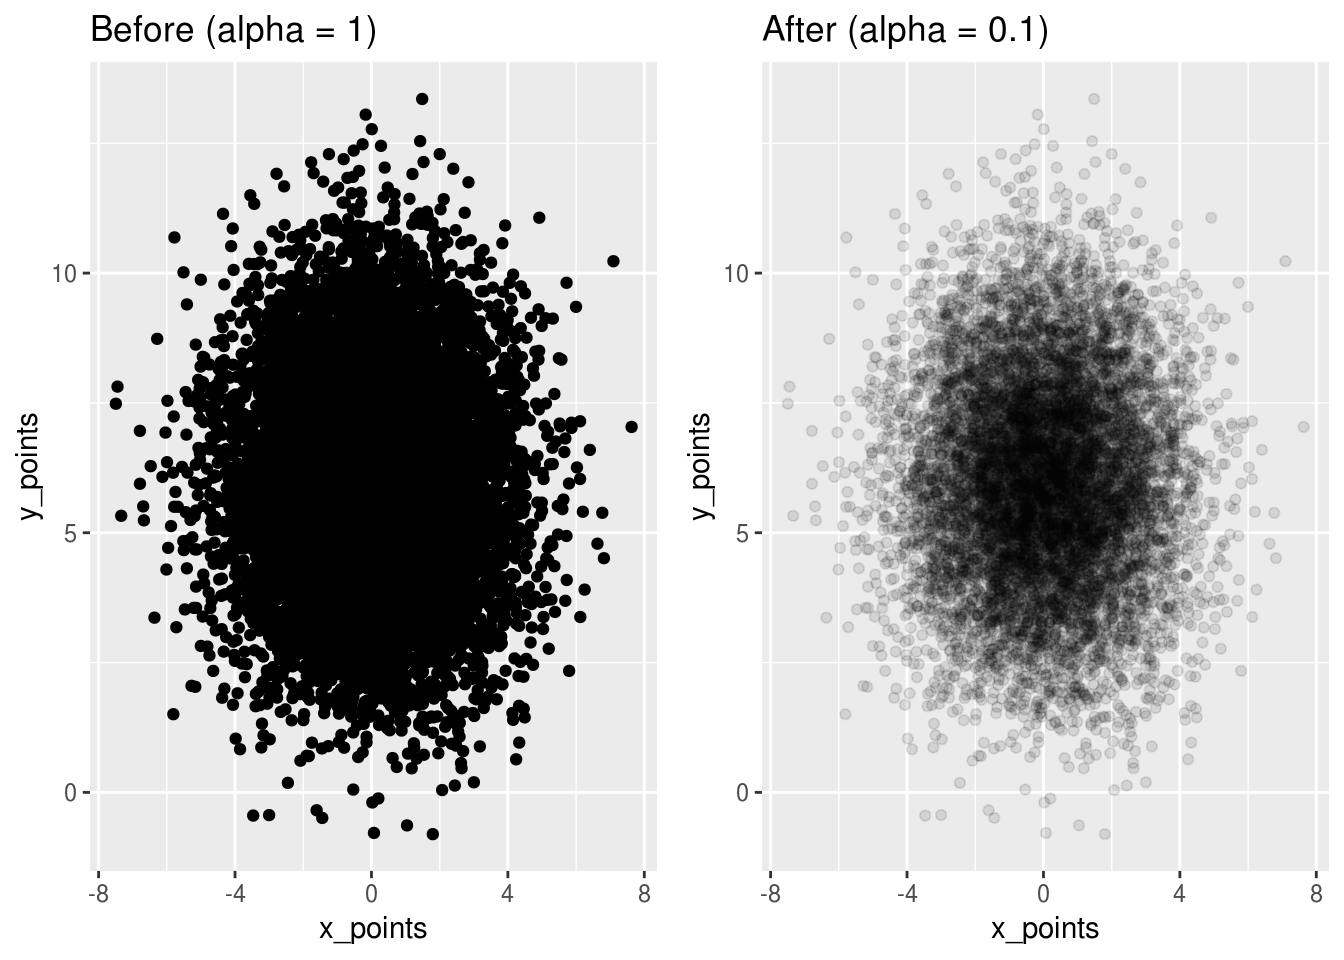 Before (alpha = 1)
y_points
10
5
0
-8 -4 0 4 8
x_points
After (alpha = 0.1)
y_points
10
5
0
-8 -4 0 4 8
x_points